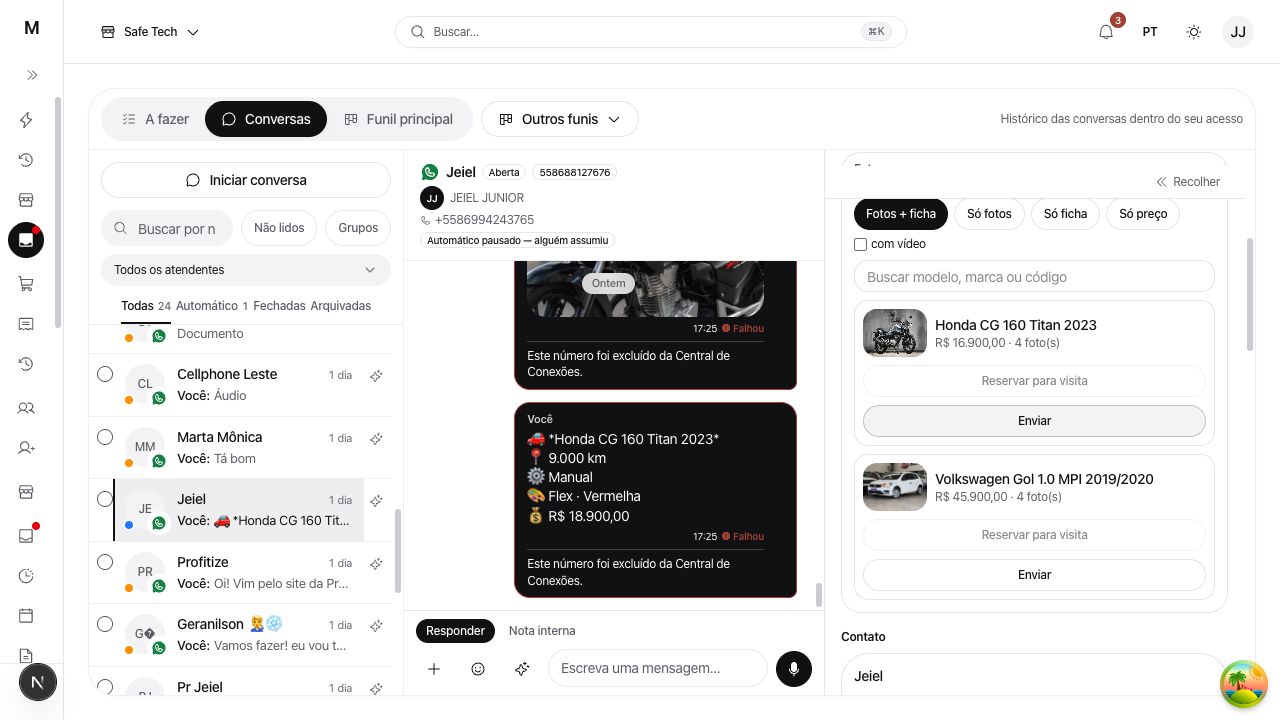 M
Safe Tech
Buscar...
⌘K
3
PT
JJ
A fazer
Conversas
Funil principal
Outros funis
Histórico das conversas dentro do seu acesso
Iniciar conversa
Buscar por n
Não lidos
Grupos
Todos os atendentes
Todas 24
Automático 1
Fechadas
Arquivadas
Documento
CL
Cellphone Leste
1 dia
Você: Áudio
MM
Marta Mônica
1 dia
Você: Tá bom
JE
Jeiel
1 dia
Você: 🚗 *Honda CG 160 Tit...
PR
Profitize
1 dia
Você: Oi! Vim pelo site da Pr...
G�
Geranilson 🤦‍♂️❄️
1 dia
Você: Vamos fazer! eu vou t...
Pr Jeiel
1 dia
N
Jeiel
Aberta
558688127676
JJ
JEIEL JUNIOR
+5586994243765
Automático pausado — alguém assumiu
Ontem
17:25
Falhou
Este número foi excluído da Central de
Conexões.
Você
🚗 *Honda CG 160 Titan 2023*
📍 9.000 km
⚙️ Manual
🎨 Flex · Vermelha
💰 R$ 18.900,00
17:25
Falhou
Este número foi excluído da Central de
Conexões.
Responder
Nota interna
Escreva uma mensagem...
Recolher
Fotos + ficha
Só fotos
Só ficha
Só preço
com vídeo
Buscar modelo, marca ou código
Honda CG 160 Titan 2023
R$ 16.900,00 · 4 foto(s)
Reservar para visita
Enviar
Volkswagen Gol 1.0 MPI 2019/2020
R$ 45.900,00 · 4 foto(s)
Reservar para visita
Enviar
Contato
Jeiel